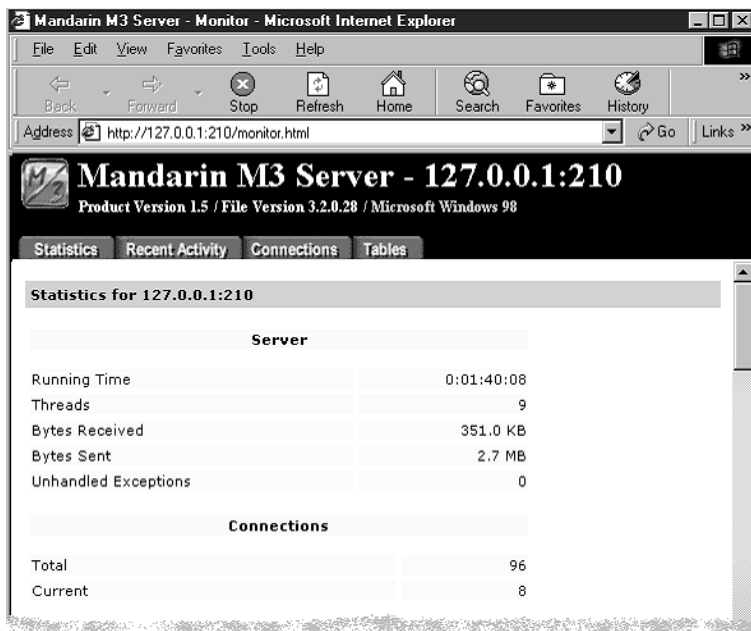 Mandarin M3 Server - Monitor - Microsoft Internet Explorer
File Edit View Favorites Tools Help
Back Forward Stop Refresh Home Search Favorites History »
Address http://127.0.0.1:210/monitor.html Go Links »
M3 Mandarin M3 Server - 127.0.0.1:210
Product Version 1.5 / File Version 3.2.0.28 / Microsoft Windows 98
Statistics Recent Activity Connections Tables
Statistics for 127.0.0.1:210
Server
Running Time 0:01:40:08
Threads 9
Bytes Received 351.0 KB
Bytes Sent 2.7 MB
Unhandled Exceptions 0
Connections
Total 96
Current 8